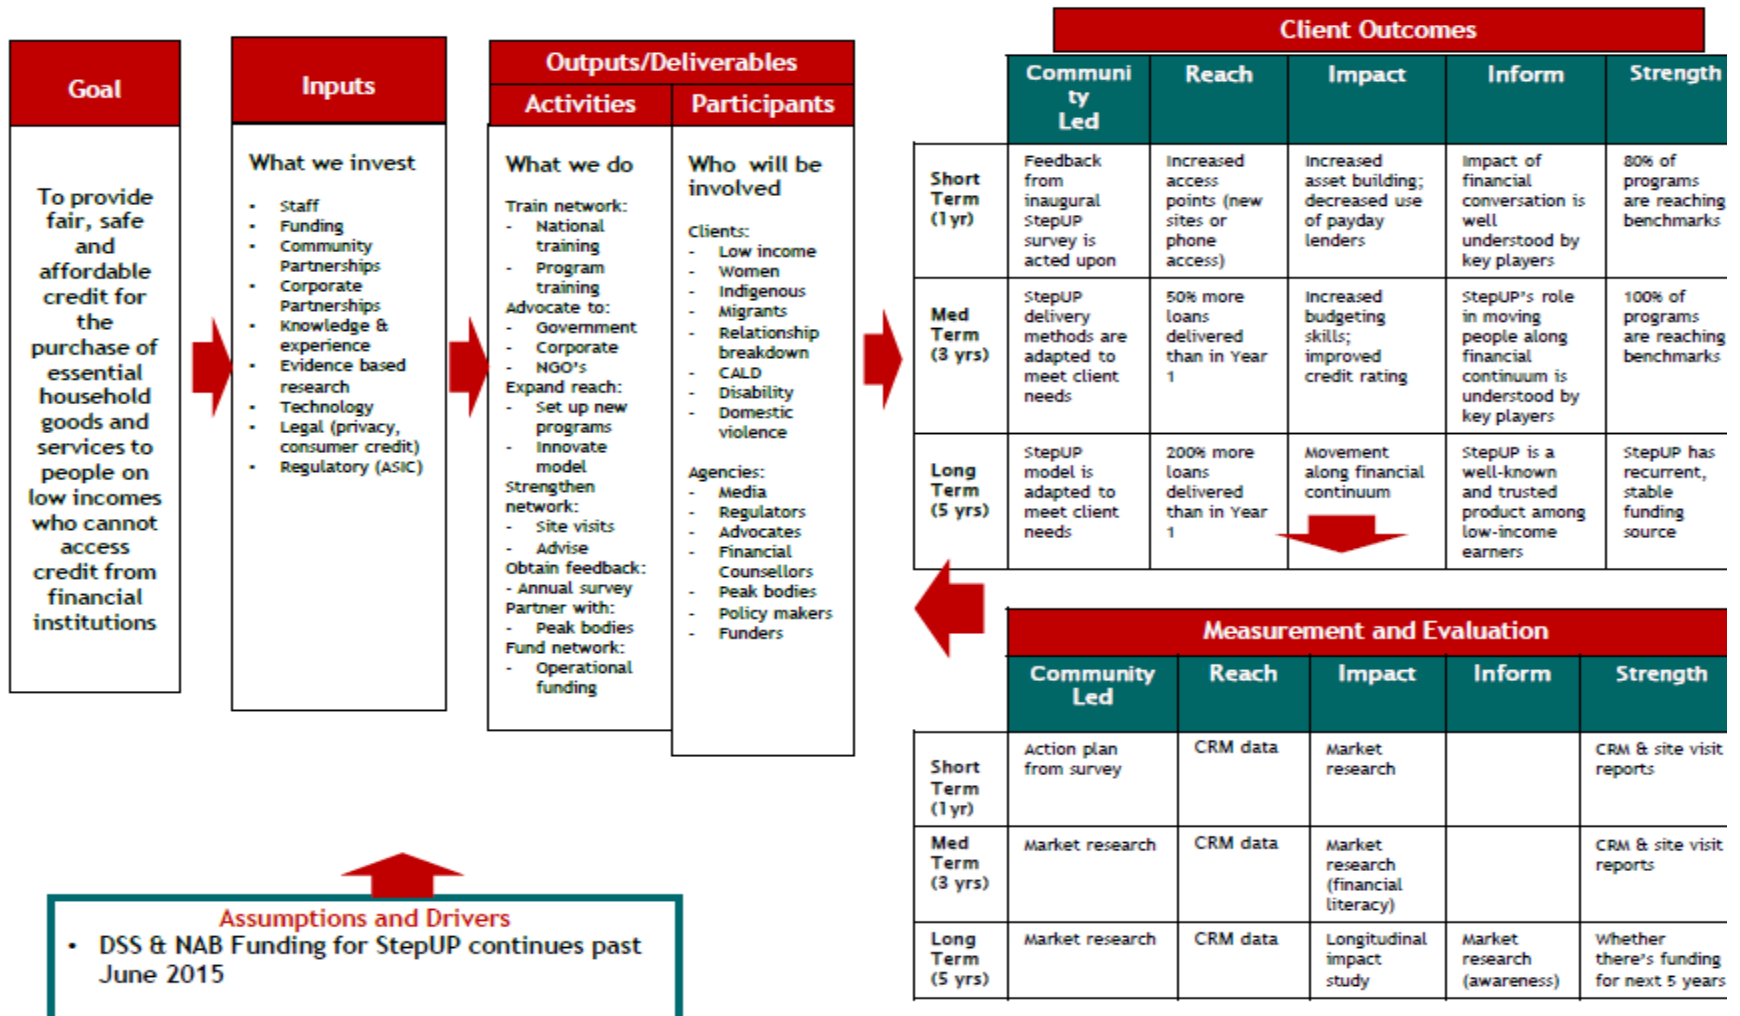 Goal
To provide
fair, safe
and
affordable
credit for
the
purchase of
essential
household
goods and
services to
people on
low incomes
who cannot
access
credit from
financial
institutions
Inputs
What we invest
▪ Staff
▪ Funding
▪ Community
Partnerships
▪ Corporate
Partnerships
▪ Knowledge &
experience
▪ Evidence based
research
▪ Technology
▪ Legal (privacy,
consumer credit)
▪ Regulatory (ASIC)
Outputs/Deliverables
Activities
What we do
Train network:
- National
training
- Program
training
Advocate to:
- Government
- Corporate
- NGO's
Expand reach:
- Set up new
programs
- Innovate
model
Strengthen
network:
- Site visits
- Advise
Obtain feedback:
- Annual survey
Partner with:
- Peak bodies
Fund network:
- Operational
funding
Participants
Who will be
involved
Clients:
- Low income
- Women
- Indigenous
- Migrants
- Relationship
breakdown
- CALD
- Disability
- Domestic
violence
Agencies:
- Media
- Regulators
- Advocates
- Financial
Counsellors
- Peak bodies
- Policy makers
- Funders
Client Outcomes
Communi
ty
Led
Reach
Impact
Inform
Strength
Short
Term
(1yr)
Feedback
from
inaugural
StepUP
survey is
acted upon
Increased
access
points (new
sites or
phone
access)
Increased
asset building;
decreased use
of payday
lenders
Impact of
financial
conversation is
well
understood by
key players
80% of
programs
are reaching
benchmarks
Med
Term
(3 yrs)
StepUP
delivery
methods are
adapted to
meet client
needs
50% more
loans
delivered
than in Year
1
Increased
budgeting
skills;
improved
credit rating
StepUP's role
in moving
people along
financial
continuum is
understood by
key players
100% of
programs
are reaching
benchmarks
Long
Term
(5 yrs)
StepUP
model is
adapted to
meet client
needs
200% more
loans
delivered
than in Year
1
Movement
along financial
continuum
StepUP is a
well-known
and trusted
product among
low-income
earners
StepUP has
recurrent,
stable
funding
source
Measurement and Evaluation
Community
Led
Reach
Impact
Inform
Strength
Short
Term
(1yr)
Action plan
from survey
CRM data
Market
research
CRM & site visit
reports
Med
Term
(3 yrs)
Market research
CRM data
Market
research
(financial
literacy)
CRM & site visit
reports
Long
Term
(5 yrs)
Market research
CRM data
Longitudinal
impact
study
Market
research
(awareness)
Whether
there's funding
for next 5 years
Assumptions and Drivers
• DSS & NAB Funding for StepUP continues past
June 2015